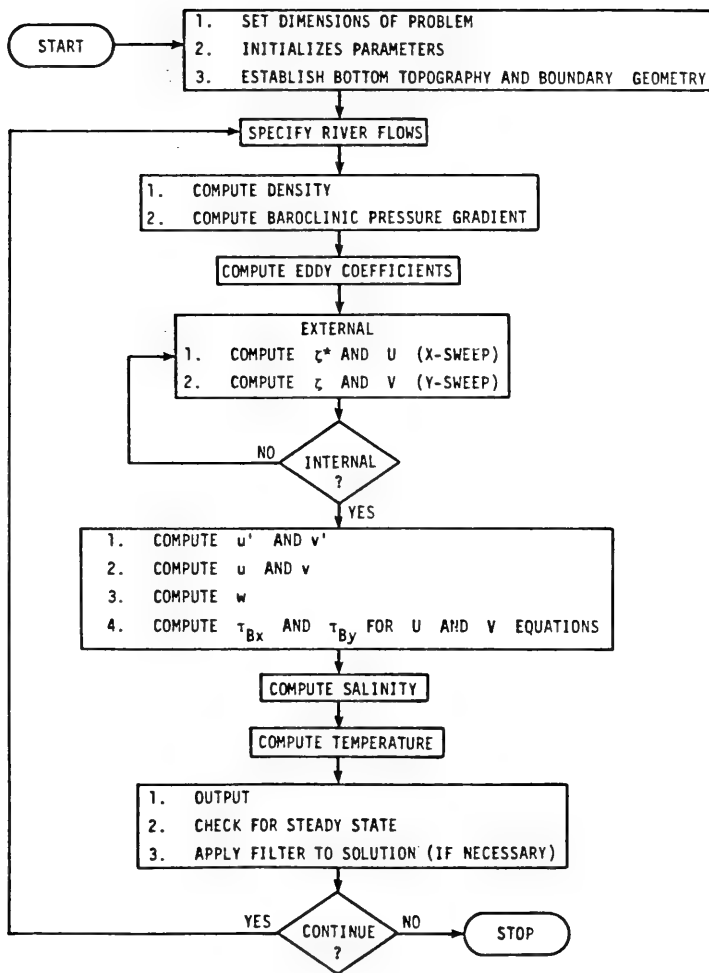 START
1. SET DIMENSIONS OF PROBLEM
2. INITIALIZES PARAMETERS
3. ESTABLISH BOTTOM TOPOGRAPHY AND BOUNDARY GEOMETRY
SPECIFY RIVER FLOWS
1. COMPUTE DENSITY
2. COMPUTE BAROCLINIC PRESSURE GRADIENT
COMPUTE EDDY COEFFICIENTS
EXTERNAL
1. COMPUTE ζ* AND U (X-SWEEP)
2. COMPUTE ζ AND V (Y-SWEEP)
NO
INTERNAL
?
YES
1. COMPUTE u' AND v'
2. COMPUTE u AND v
3. COMPUTE w
4. COMPUTE τBx AND τBy FOR U AND V EQUATIONS
COMPUTE SALINITY
COMPUTE TEMPERATURE
1. OUTPUT
2. CHECK FOR STEADY STATE
3. APPLY FILTER TO SOLUTION (IF NECESSARY)
YES
CONTINUE
?
NO
STOP